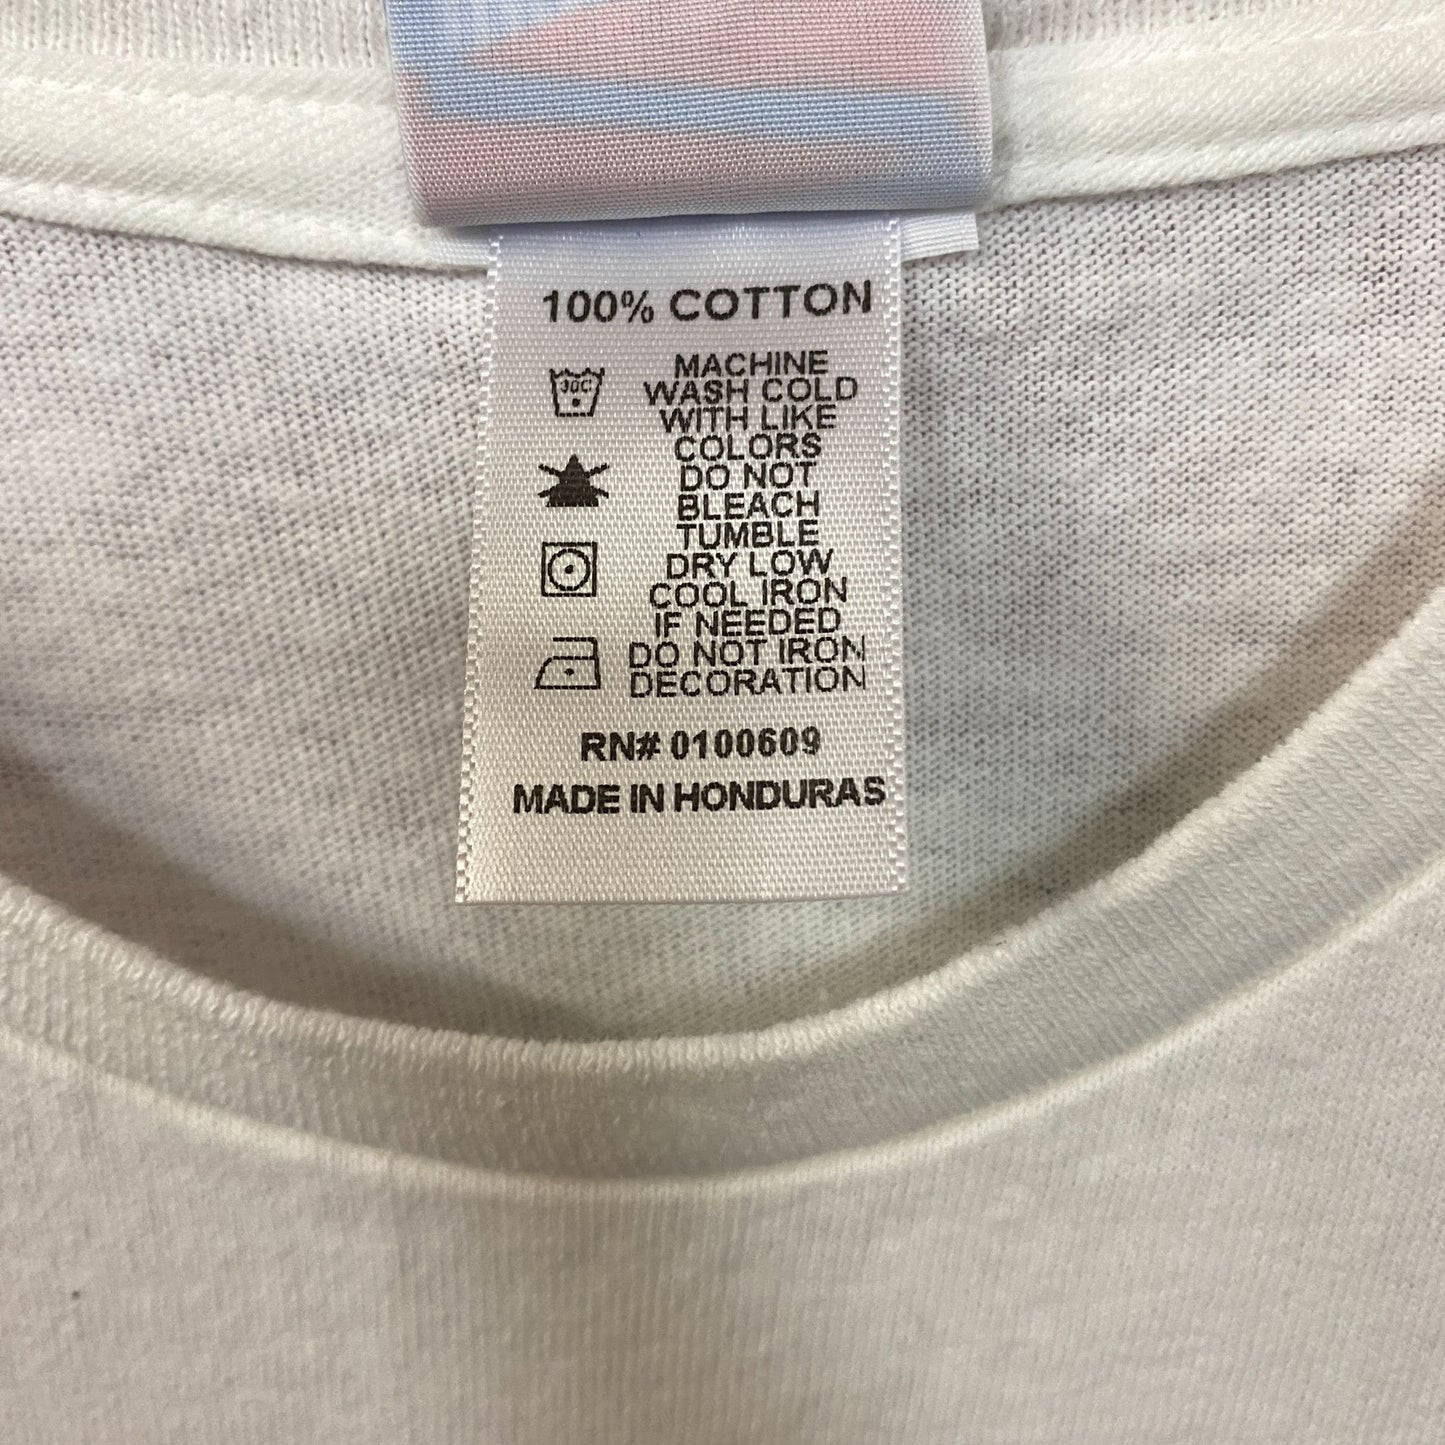 100% COTTON
30C
MACHINE
WASH COLD
WITH LIKE
COLORS
DO NOT
BLEACH
TUMBLE
DRY LOW
COOL IRON
IF NEEDED
DO NOT IRON
DECORATION
RN# 0100609
MADE IN HONDURAS